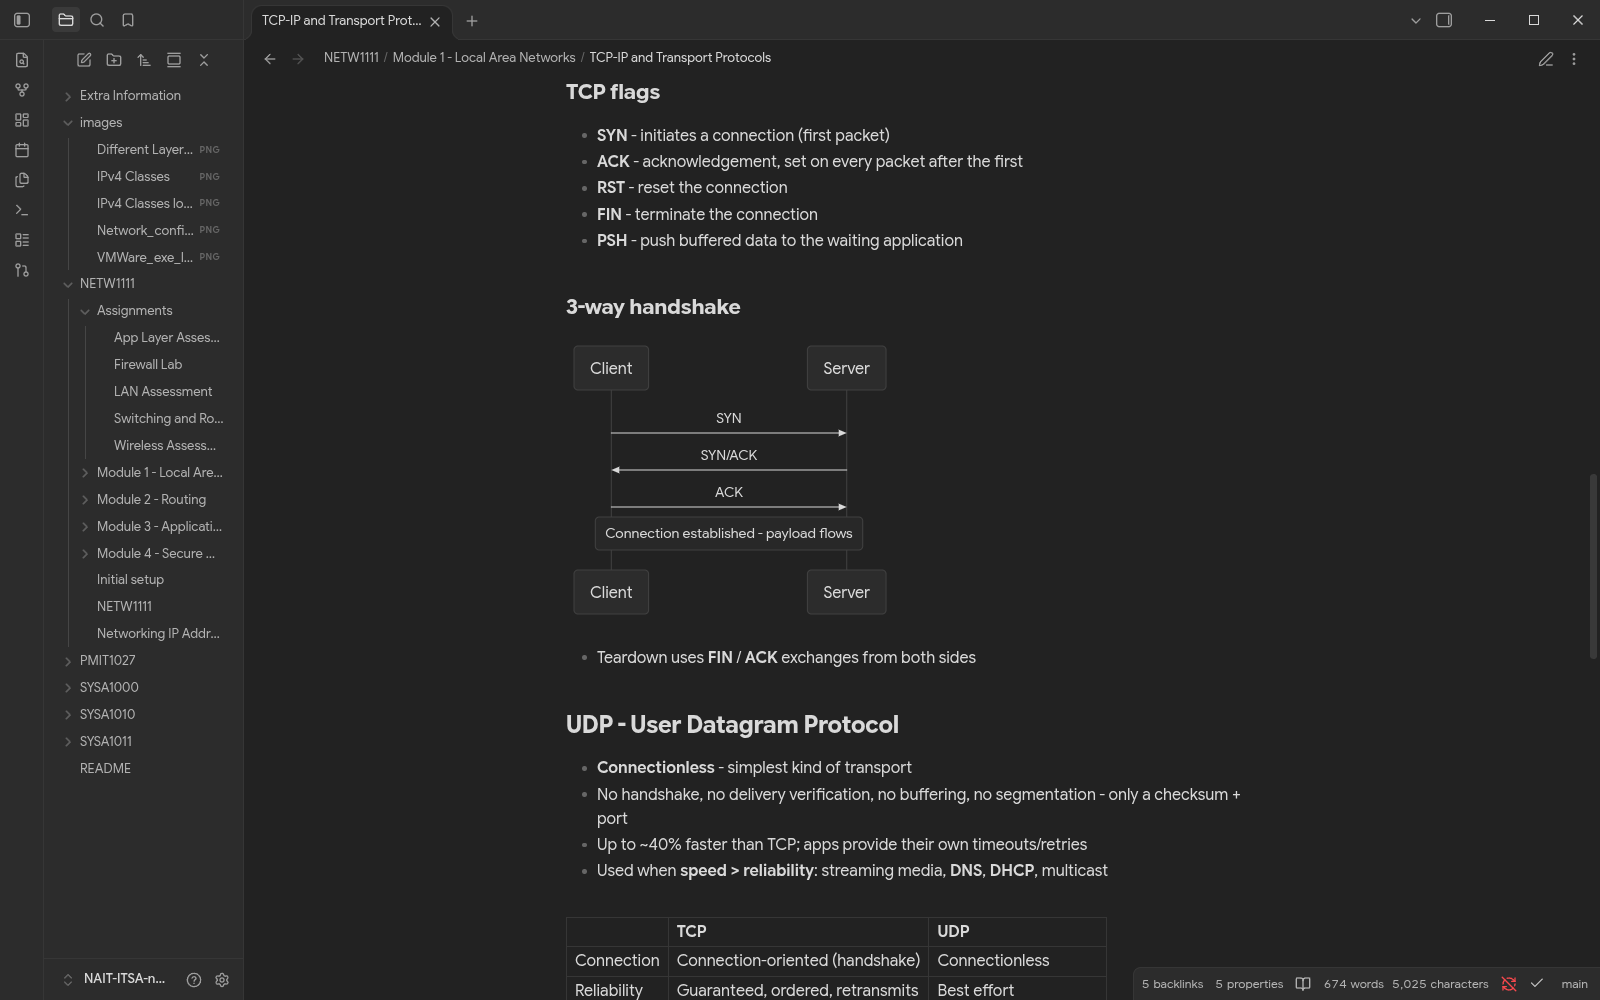 TCP-IP and Transport Prot...
NETW1111 / Module 1 - Local Area Networks / TCP-IP and Transport Protocols
Extra Information
images
Different Layer... PNG
IPv4 Classes PNG
IPv4 Classes lo... PNG
Network_confi... PNG
VMWare_exe_l... PNG
NETW1111
Assignments
App Layer Asses...
Firewall Lab
LAN Assessment
Switching and Ro...
Wireless Assess...
Module 1 - Local Are...
Module 2 - Routing
Module 3 - Applicati...
Module 4 - Secure ...
Initial setup
NETW1111
Networking IP Addr...
PMIT1027
SYSA1000
SYSA1010
SYSA1011
README
NAIT-ITSA-n...
TCP flags
SYN - initiates a connection (first packet)
ACK - acknowledgement, set on every packet after the first
RST - reset the connection
FIN - terminate the connection
PSH - push buffered data to the waiting application
3-way handshake
Client Server
SYN
SYN/ACK
ACK
Connection established - payload flows
Client Server
Teardown uses FIN / ACK exchanges from both sides
UDP - User Datagram Protocol
Connectionless - simplest kind of transport
No handshake, no delivery verification, no buffering, no segmentation - only a checksum +
port
Up to ~40% faster than TCP; apps provide their own timeouts/retries
Used when speed > reliability: streaming media, DNS, DHCP, multicast
TCP UDP
Connection Connection-oriented (handshake) Connectionless
Reliability Guaranteed, ordered, retransmits Best effort
5 backlinks 5 properties 674 words 5,025 characters main